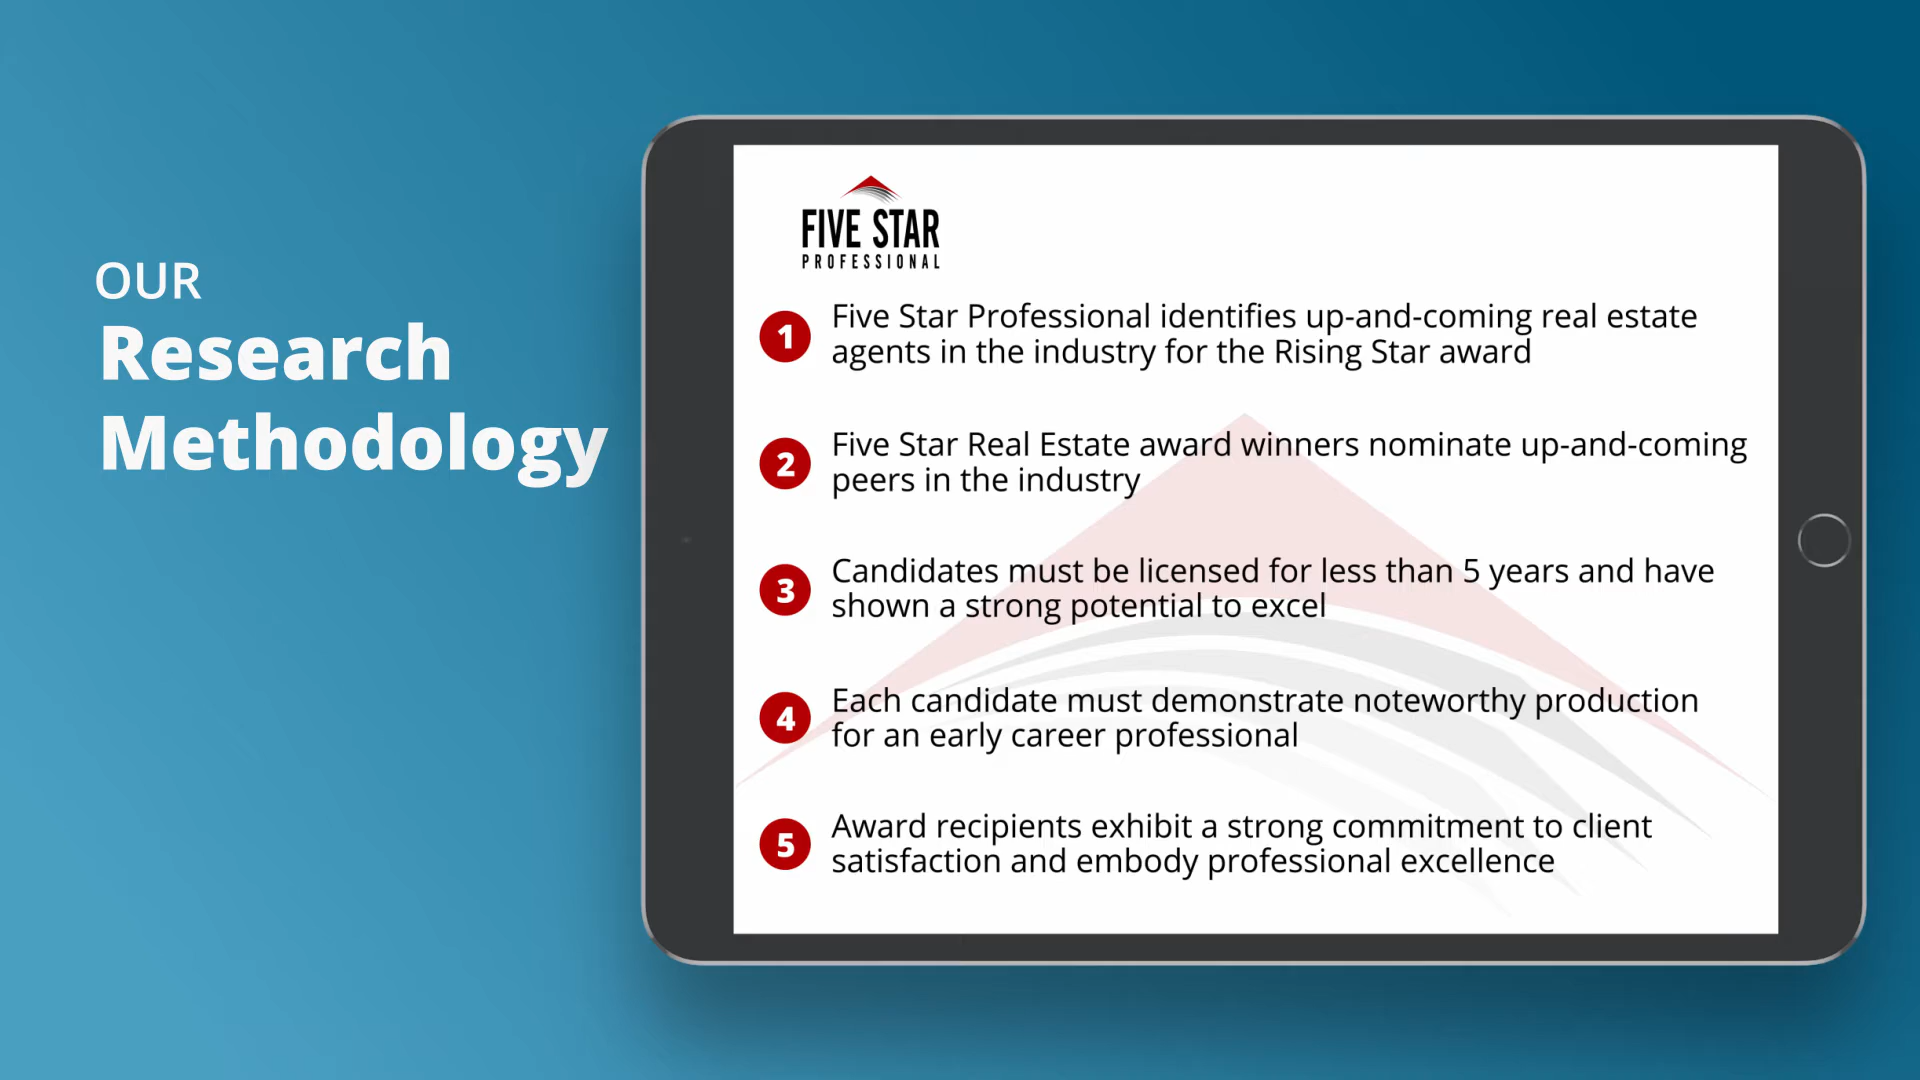 OUR
Research
Methodology
FIVE STAR
PROFESSIONAL
1
Five Star Professional identifies up-and-coming real estate
agents in the industry for the Rising Star award
2
Five Star Real Estate award winners nominate up-and-coming
peers in the industry
3
Candidates must be licensed for less than 5 years and have
shown a strong potential to excel
4
Each candidate must demonstrate noteworthy production
for an early career professional
5
Award recipients exhibit a strong commitment to client
satisfaction and embody professional excellence